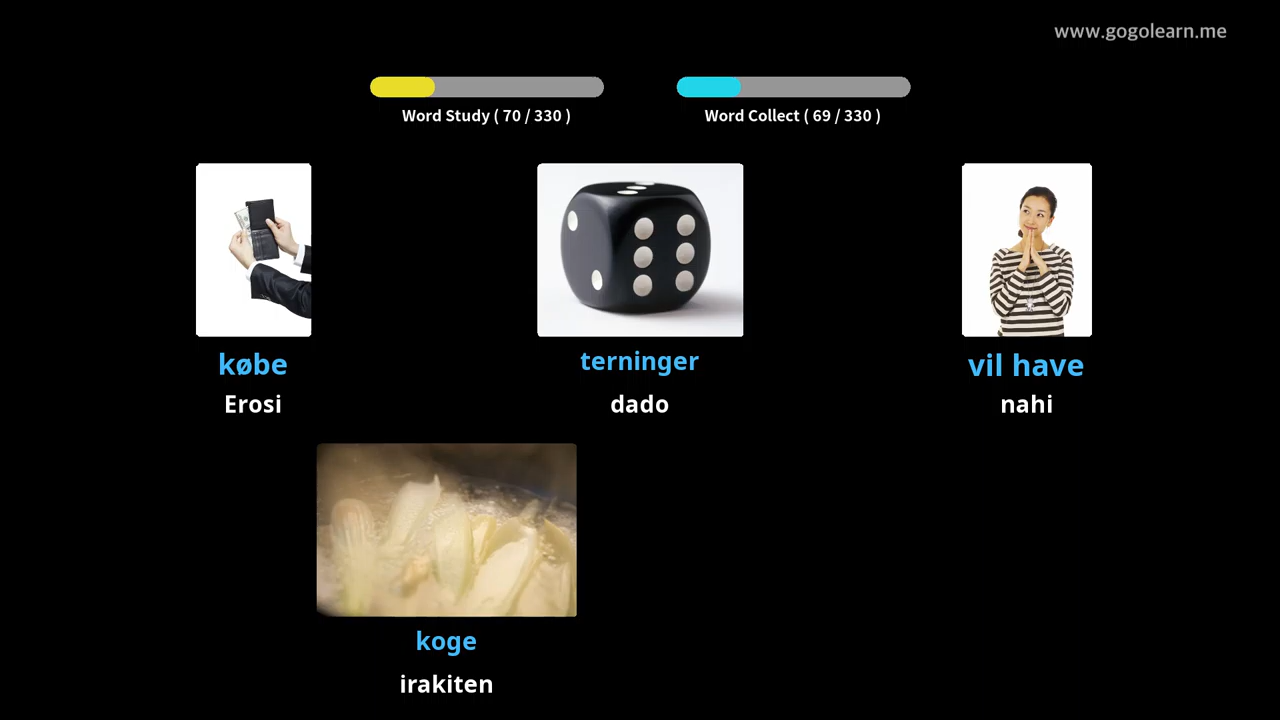 www.gogolearn.me
Word Study ( 70 / 330 )
Word Collect ( 69 / 330 )
købe
Erosi
terninger
dado
vil have
nahi
koge
irakiten